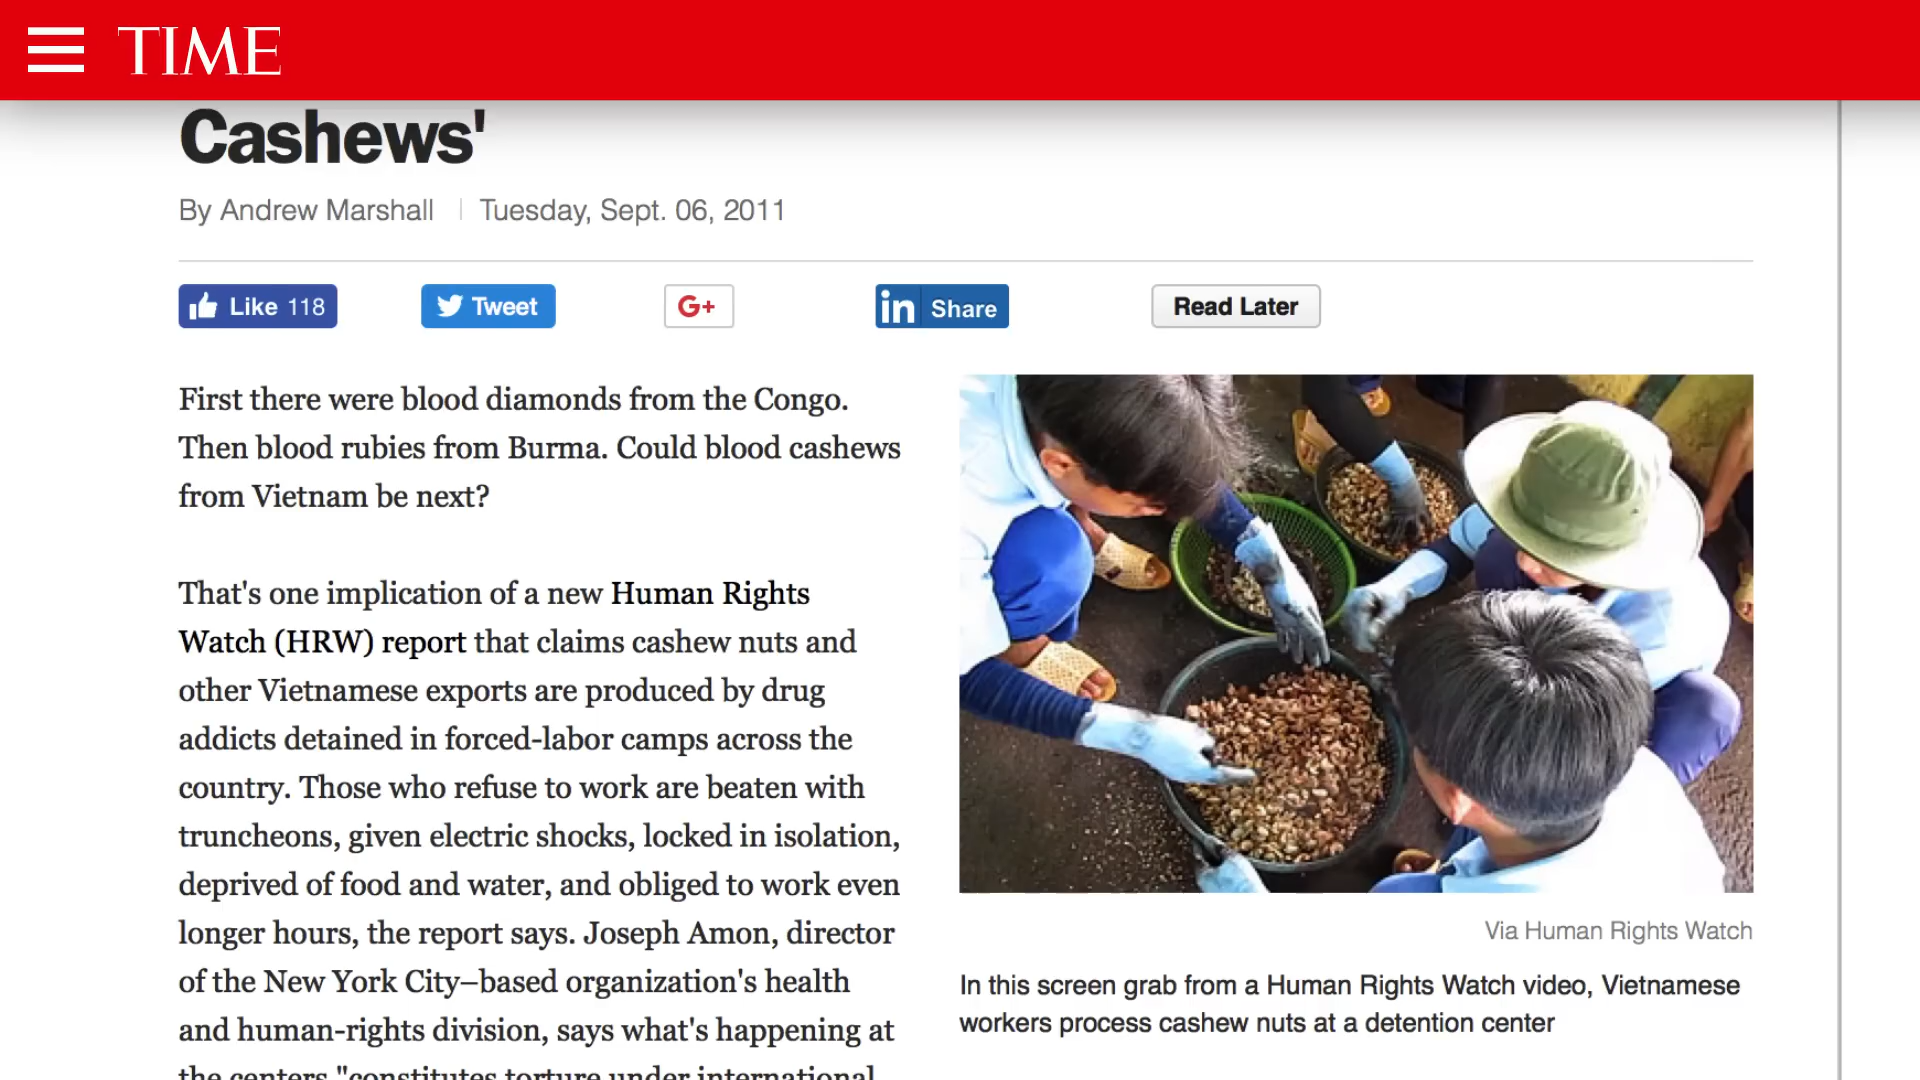 TIME
Cashews'
By Andrew Marshall | Tuesday, Sept. 06, 2011
Like 118
Tweet
G+
in Share
Read Later
First there were blood diamonds from the Congo.
Then blood rubies from Burma. Could blood cashews
from Vietnam be next?
That's one implication of a new Human Rights
Watch (HRW) report that claims cashew nuts and
other Vietnamese exports are produced by drug
addicts detained in forced-labor camps across the
country. Those who refuse to work are beaten with
truncheons, given electric shocks, locked in isolation,
deprived of food and water, and obliged to work even
longer hours, the report says. Joseph Amon, director
of the New York City–based organization's health
and human-rights division, says what's happening at
the centers "constitutes torture under international
Via Human Rights Watch
In this screen grab from a Human Rights Watch video, Vietnamese
workers process cashew nuts at a detention center